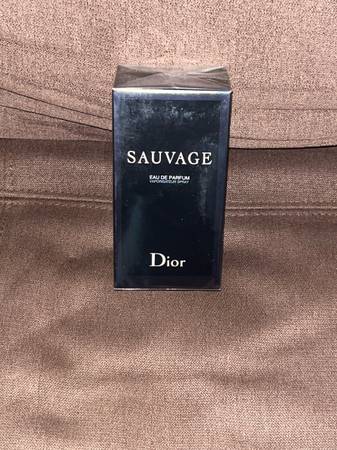 SAUVAGE
EAU DE PARFUM
VAPORISATEUR SPRAY
Dior